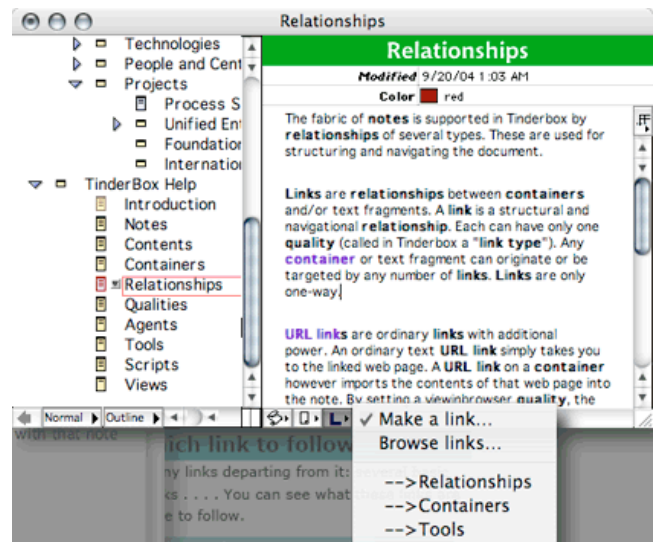 Relationships
Technologies
People and Cent
Projects
Process S
Unified Ent
Foundation
Internation
TinderBox Help
Introduction
Notes
Contents
Containers
Relationships
Qualities
Agents
Tools
Scripts
Views
Normal
Outline
Relationships
Modified 9/20/04 1:03 AM
Color red
The fabric of notes is supported in Tinderbox by
relationships of several types. These are used for
structuring and navigating the document.
Links are relationships between containers
and/or text fragments. A link is a structural and
navigational relationship. Each can have only one
quality (called in Tinderbox a "link type"). Any
container or text fragment can originate or be
targeted by any number of links. Links are only
one-way.
URL links are ordinary links with additional
power. An ordinary text URL link simply takes you
to the linked web page. A URL link on a container
however imports the contents of that web page into
the note. By setting a viewinbrowser quality, the
L
✓ Make a link...
Browse links...
-->Relationships
-->Containers
-->Tools
with that note
ich link to follow
ny links departing from it:
ks . . . . You can see what
e to follow.